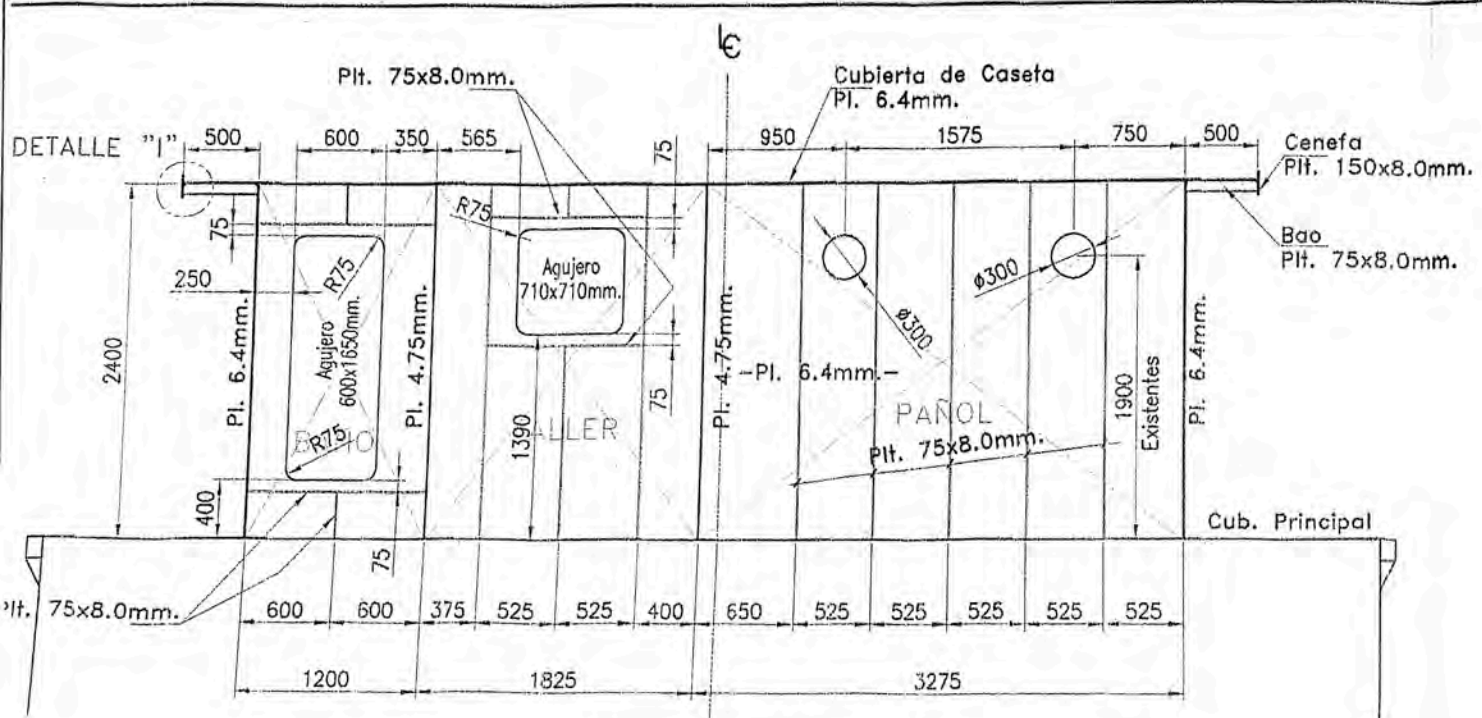 ℄
Plt. 75x8.0mm.
Cubierta de Caseta
Pl. 6.4mm.
DETALLE "1"
500
600
350
565
75
950
1575
750
500
Cenefa
Plt. 150x8.0mm.
75
R75
R75
Agujero
710x710mm.
Bao
Plt. 75x8.0mm.
250
ø300
ø300
2400
Pl. 6.4mm.
Agujero
600x1650mm.
Pl. 4.75mm.
Pl. 4.75mm.
-Pl. 6.4mm.-
75
1900
Existentes
Pl. 6.4mm.
R75
1390
ALLER
PAÑOL
Plt. 75x8.0mm.
400
75
Cub. Principal
Plt. 75x8.0mm.
600
600
375
525
525
400
650
525
525
525
525
525
1200
1825
3275